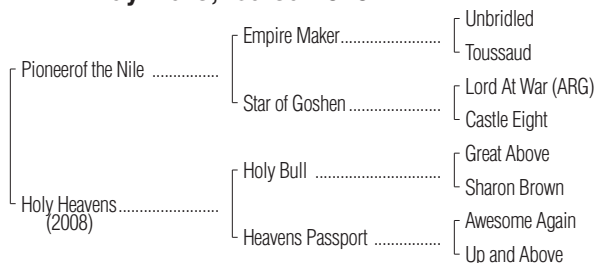 Unbridled
Empire Maker....................
Toussaud
Pioneerof the Nile ................
Lord At War (ARG)
Star of Goshen ......................
Castle Eight
Great Above
Holy Bull .........................
Sharon Brown
Holy Heavens........................
(2008)
Awesome Again
Heavens Passport ................
Up and Above